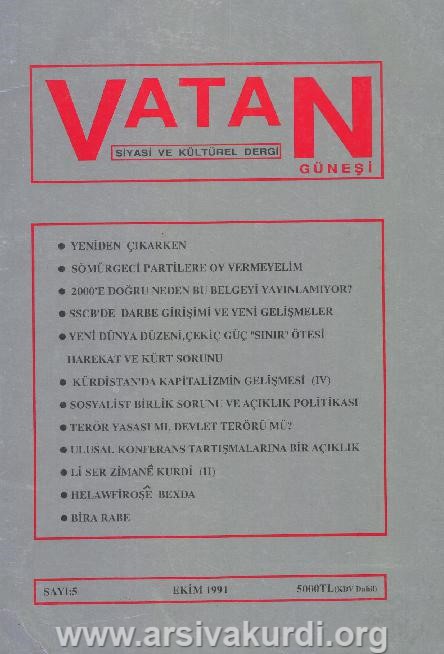 VATAN
SİYASİ VE KÜLTÜREL DERGİ
GÜNEŞİ
● YENİDEN ÇIKARKEN
● SÖMÜRGECİ PARTİLERE OY VERMEYELİM
● 2000'E DOĞRU NEDEN BU BELGEYİ YAYINLAMIYOR?
● SSCB'DE DARBE GİRİŞİMİ VE YENİ GELİŞMELER
● YENİ DÜNYA DÜZENİ,ÇEKİÇ GÜÇ "SINIR" ÖTESİ
HAREKAT VE KÜRT SORUNU
● KÜRDİSTAN'DA KAPİTALİZMİN GELİŞMESİ (IV)
● SOSYALİST BİRLİK SORUNU VE AÇIKLIK POLİTİKASI
● TERÖR YASASI MI, DEVLET TERÖRÜ MÜ?
● ULUSAL KONFERANS TARTIŞMALARINA BİR AÇIKLIK
● Lİ SER ZİMANÊ KURDİ (II)
● HELAWFİROŞÊ BEXDA
● BİRA RABE
SAYI:5 EKİM 1991 5000TL(KDV Dahil)
www.arsivakurdi.org